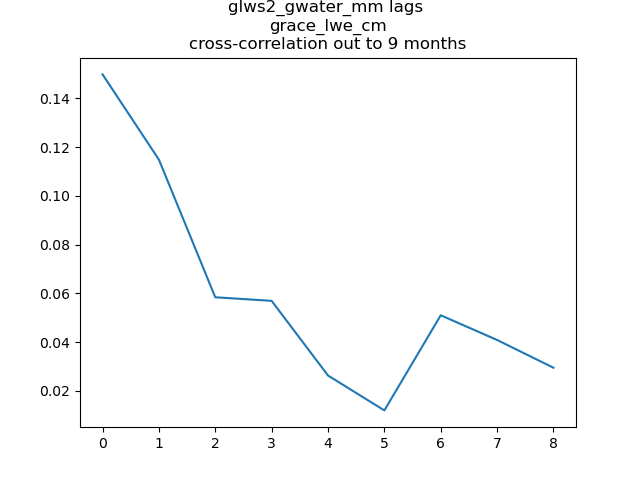 glws2_gwater_mm lags
grace_lwe_cm
cross-correlation out to 9 months
0.14
0.12
0.10
0.08
0.06
0.04
0.02
0 1 2 3 4 5 6 7 8